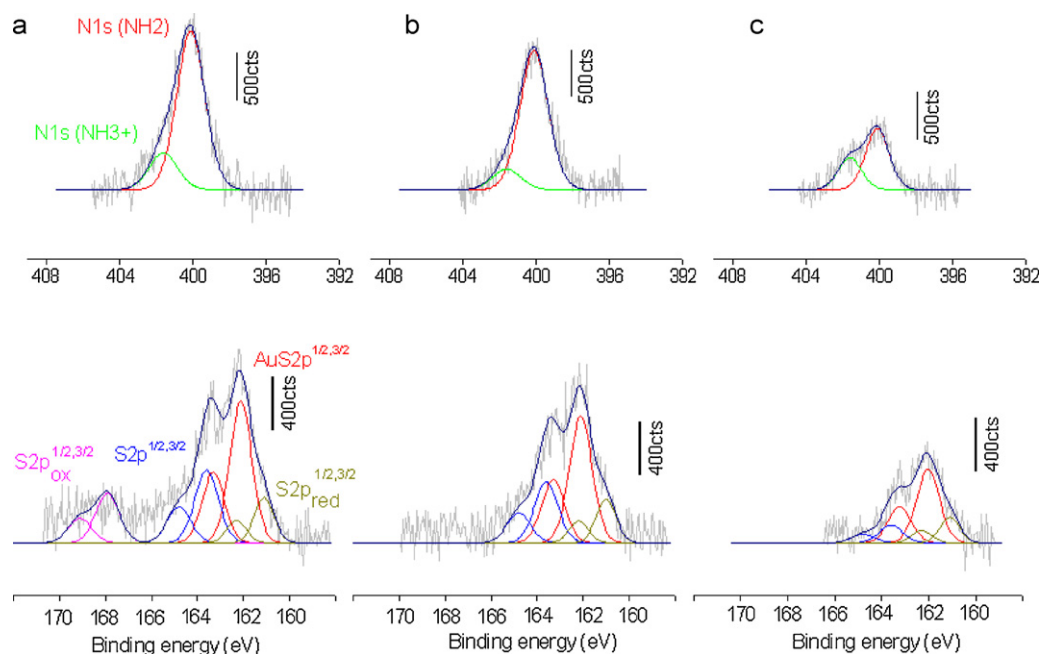 a
N1s (NH2)
500cts
N1s (NH3+)
408 404 400 396 392
b
500cts
408 404 400 396 392
c
500cts
408 404 400 396 392
AuS2p1/2,3/2
400cts
S2p1/2,3/2
S2pox1/2,3/2
S2pred1/2,3/2
170 168 166 164 162 160
Binding energy (eV)
400cts
170 168 166 164 162 160
Binding energy (eV)
400cts
170 168 166 164 162 160
Binding energy (eV)